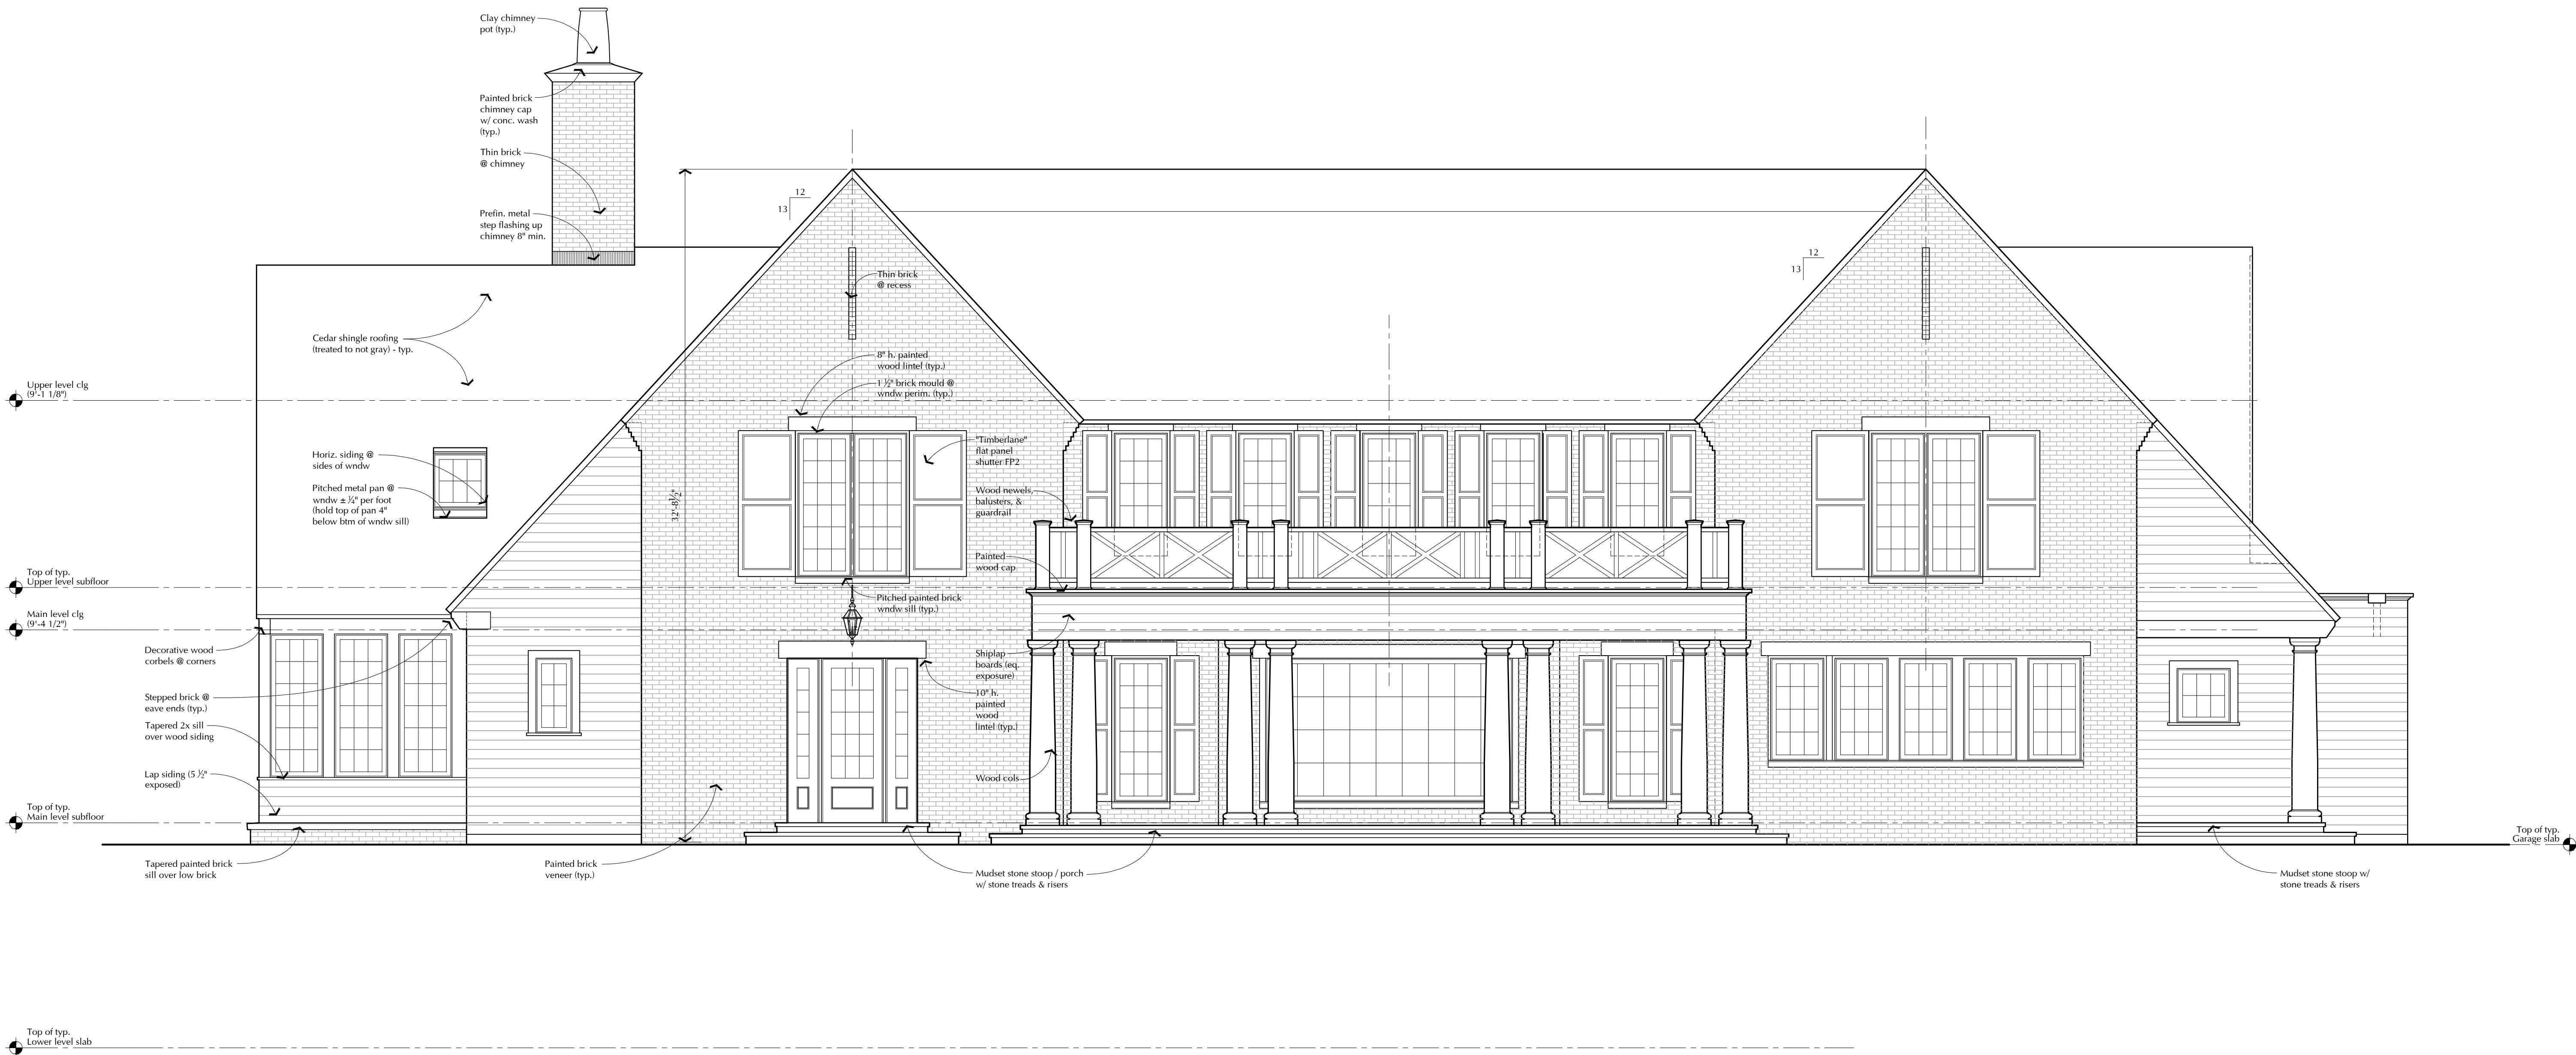 Clay chimney
pot (typ.)
Painted brick
chimney cap
w/ conc. wash
(typ.)
Thin brick
@ chimney
Prefin. metal
step flashing up
chimney 8" min.
12
13
12
13
Thin brick
@ recess
Cedar shingle roofing
(treated to not gray) - typ.
8" h. painted
wood lintel (typ.)
1 ½" brick mould @
wndw perim. (typ.)
Upper level clg
(9'-1 1/8")
"Timberlane"
flat panel
shutter FP2
Horiz. siding @
sides of wndw
Pitched metal pan @
wndw ± ¼" per foot
(hold top of pan 4"
below btm of wndw sill)
32'-8½"
Wood newels,
balusters, &
guardrail
Painted
wood cap
Top of typ.
Upper level subfloor
Pitched painted brick
wndw sill (typ.)
Main level clg
(9'-4 1/2")
Decorative wood
corbels @ corners
Shiplap
boards (eq.
exposure)
Stepped brick @
eave ends (typ.)
10" h.
painted
wood
lintel (typ.)
Tapered 2x sill
over wood siding
Lap siding (5 ½"
exposed)
Wood cols
Top of typ.
Main level subfloor
Top of typ.
Garage slab
Tapered painted brick
sill over low brick
Painted brick
veneer (typ.)
Mudset stone stoop / porch
w/ stone treads & risers
Mudset stone stoop w/
stone treads & risers
Top of typ.
Lower level slab